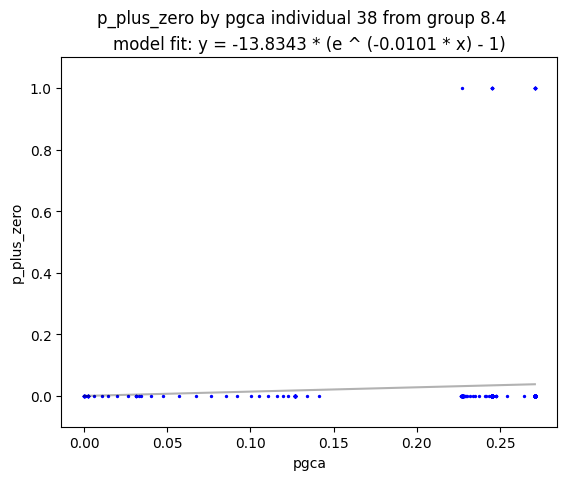 p_plus_zero by pgca individual 38 from group 8.4
model fit: y = -13.8343 * (e ^ (-0.0101 * x) - 1)
1.0
0.8
0.6
0.4
0.2
0.0
p_plus_zero
0.00 0.05 0.10 0.15 0.20 0.25
pgca